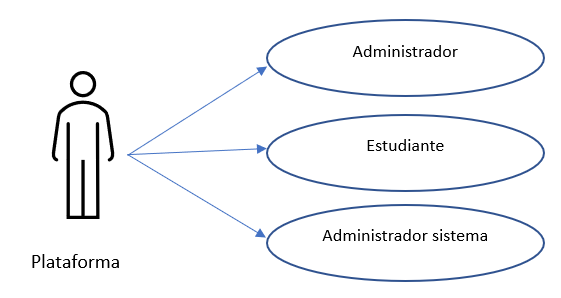 Administrador
Estudiante
Administrador sistema
Plataforma